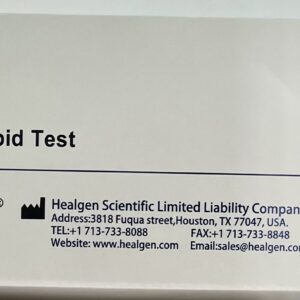 oid Test
Healgen Scientific Limited Liability Compan
Address:3818 Fuqua street,Houston, TX 77047, USA.
TEL:+1 713-733-8088 FAX:+1 713-733-8848
Website: www.healgen.com Email:sales@healgen.com